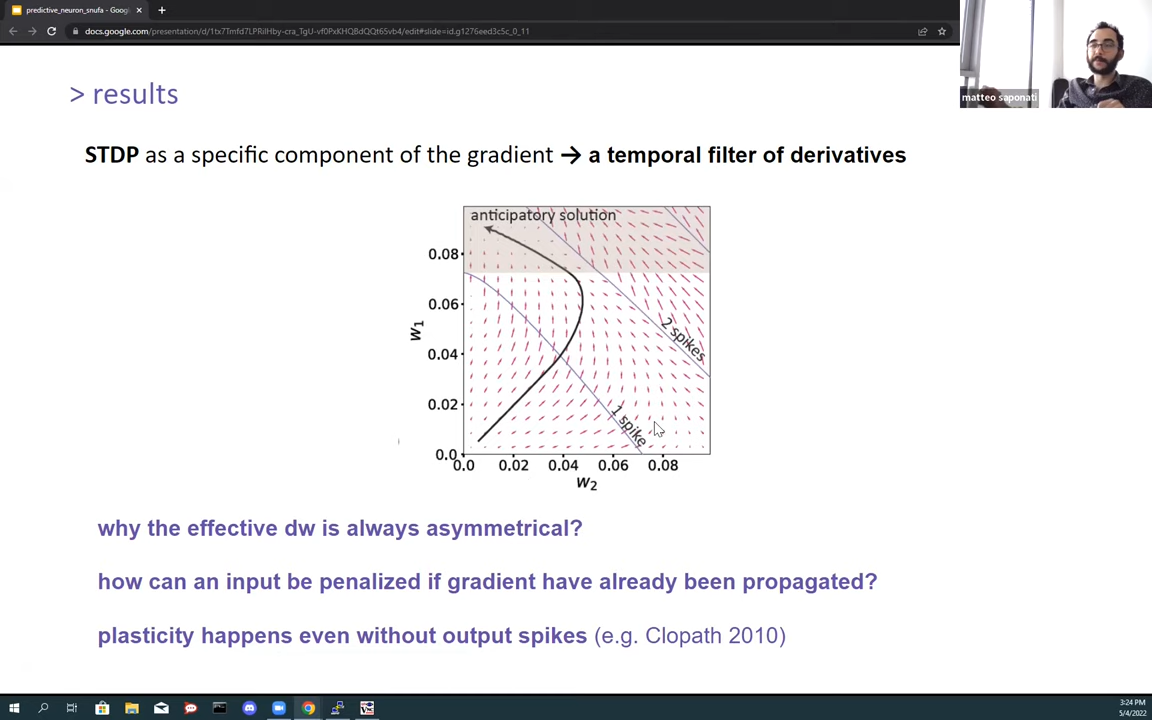 predictive_neuron_snufa - Goog
docs.google.com/presentation/d/1tx7Tmfd7LPRilHby-cra_TgU-vf0PxKHQBdQQt65vb4/edit#slide=id.g1276eed3c5c_0_11
matteo saponati
> results
STDP as a specific component of the gradient → a temporal filter of derivatives
anticipatory solution
0.08
0.06
w1
2 spikes
0.04
0.02
1 spike
0.0
0.0 0.02 0.04 0.06 0.08
w2
why the effective dw is always asymmetrical?
how can an input be penalized if gradient have already been propagated?
plasticity happens even without output spikes (e.g. Clopath 2010)
3:24 PM
5/4/2022